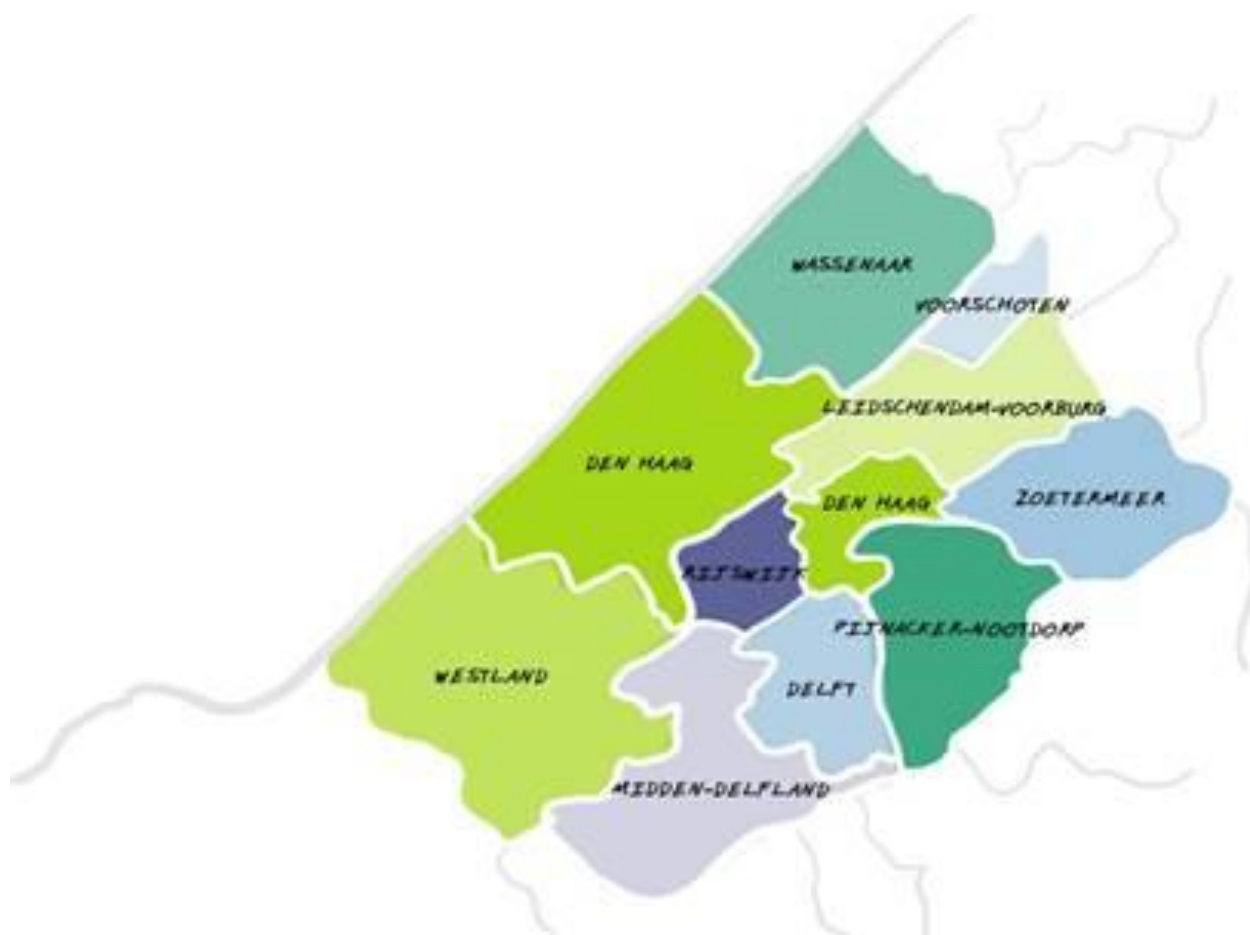 WASSENAAR
VOORSCHOTEN
LEIDSCHENDAM-VOORBURG
DEN HAAG
DEN HAAG
ZOETERMEER
RIJSWIJK
PIJNACKER-NOOTDORP
WESTLAND
DELFT
MIDDEN-DELFLAND